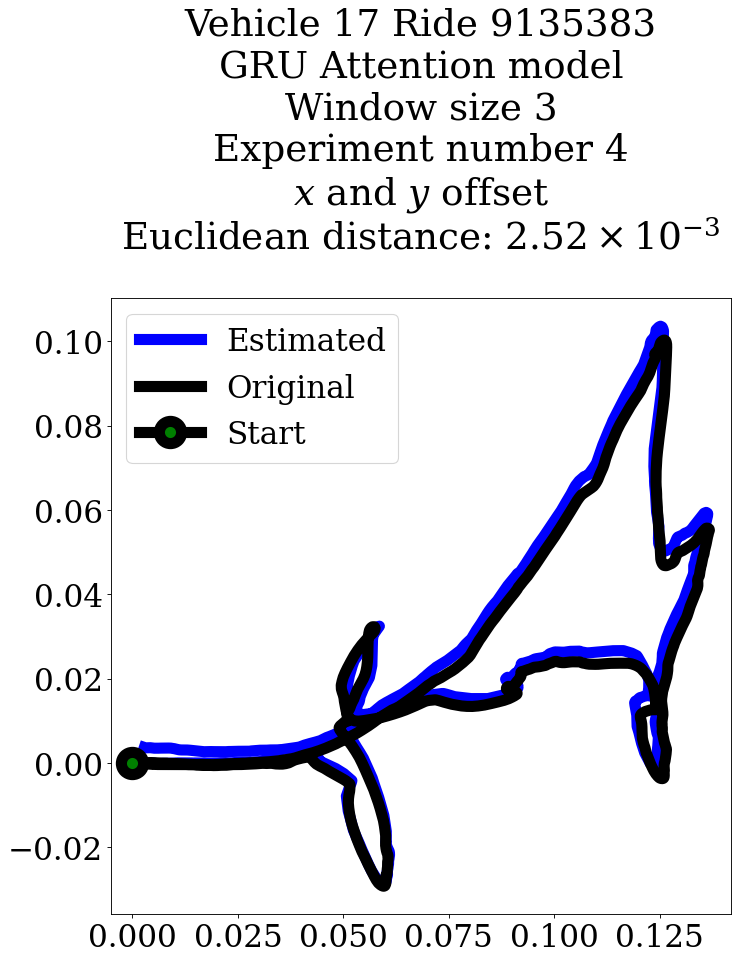 Vehicle 17 Ride 9135383
GRU Attention model
Window size 3
Experiment number 4
x and y offset
Euclidean distance: 2.52 × 10⁻³
Estimated
Original
Start
0.10
0.08
0.06
0.04
0.02
0.00
−0.02
0.000 0.025 0.050 0.075 0.100 0.125